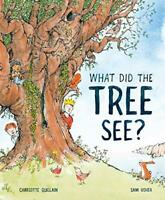 WHAT DID THE
TREE
SEE?
CHARLOTTE GUILLAIN
SAM USHER